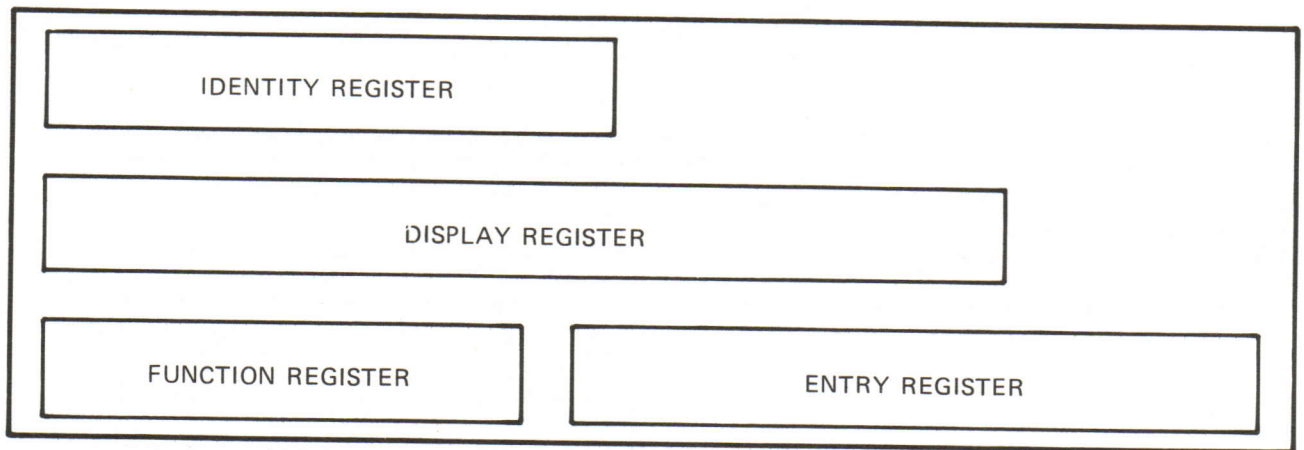 IDENTITY REGISTER
DISPLAY REGISTER
FUNCTION REGISTER
ENTRY REGISTER